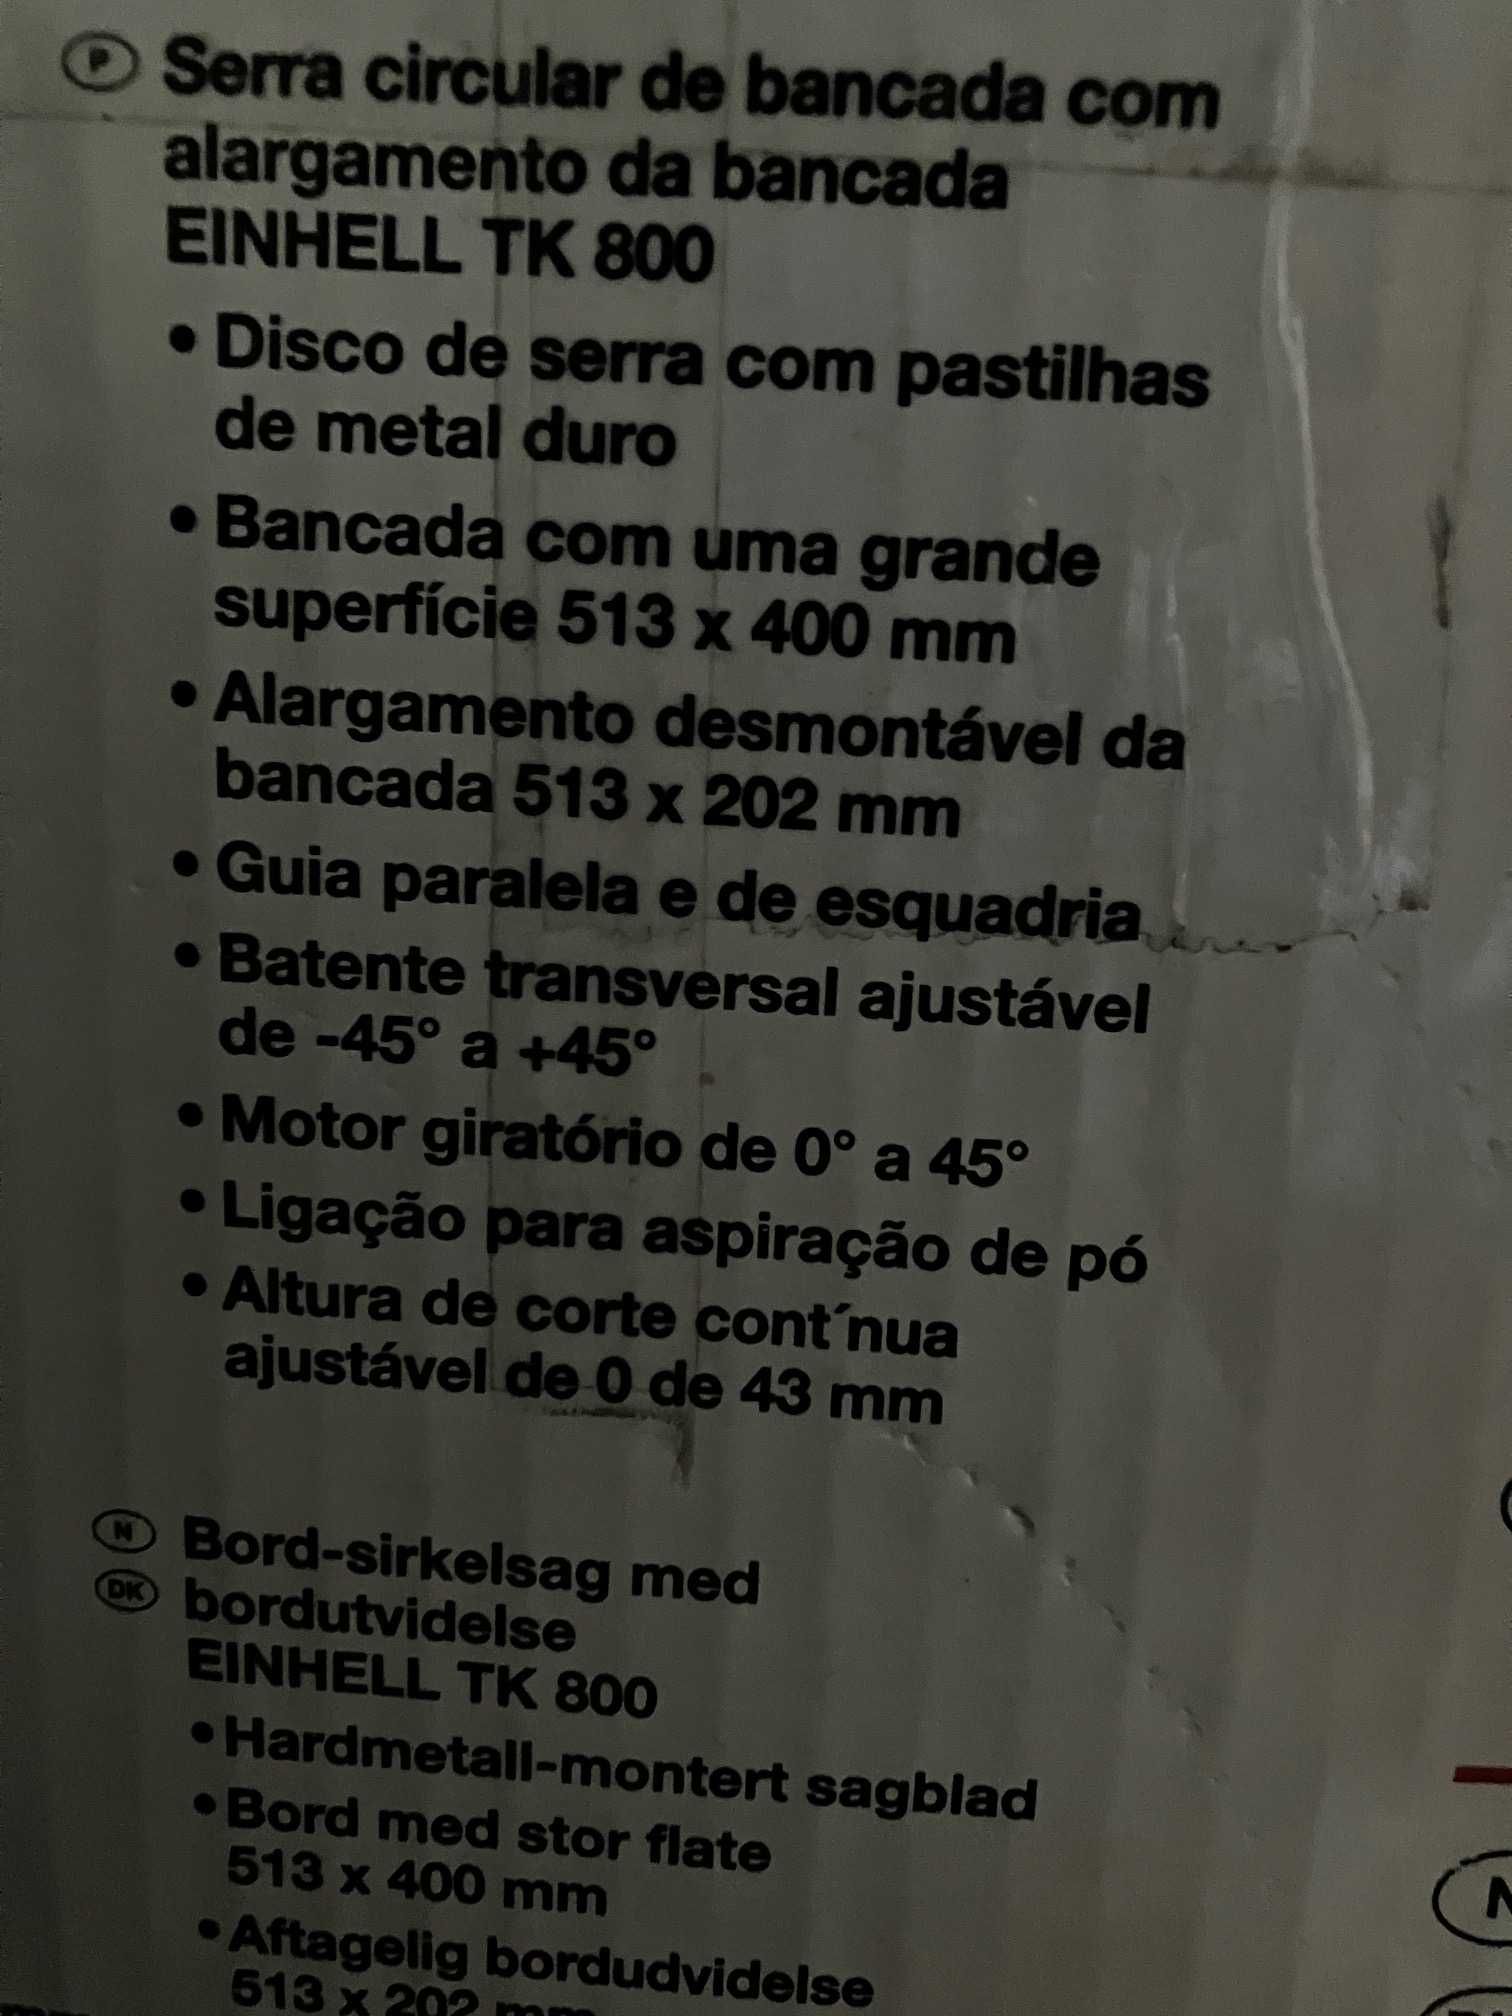 P Serra circular de bancada com
alargamento da bancada
EINHELL TK 800
• Disco de serra com pastilhas
de metal duro
• Bancada com uma grande
superfície 513 x 400 mm
• Alargamento desmontável da
bancada 513 x 202 mm
• Guia paralela e de esquadria
• Batente transversal ajustável
de -45° a +45°
• Motor giratório de 0° a 45°
• Ligação para aspiração de pó
• Altura de corte cont´nua
ajustável de 0 de 43 mm
N Bord-sirkelsag med
DK bordutvidelse
EINHELL TK 800
• Hardmetall-montert sagblad
• Bord med stor flate
513 x 400 mm
• Aftagelig bordudvidelse
513 x 202 mm
N